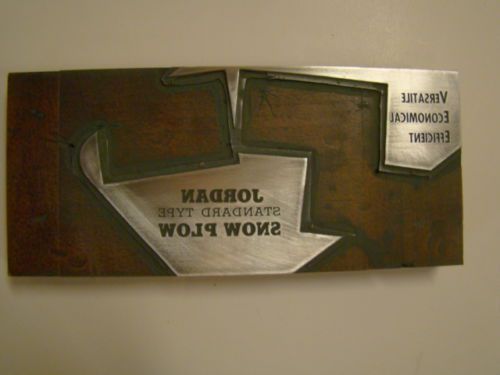 VERSATILE
ECONOMICAL
EFFICIENT
JORDAN
STANDARD TYPE
SNOW PLOW